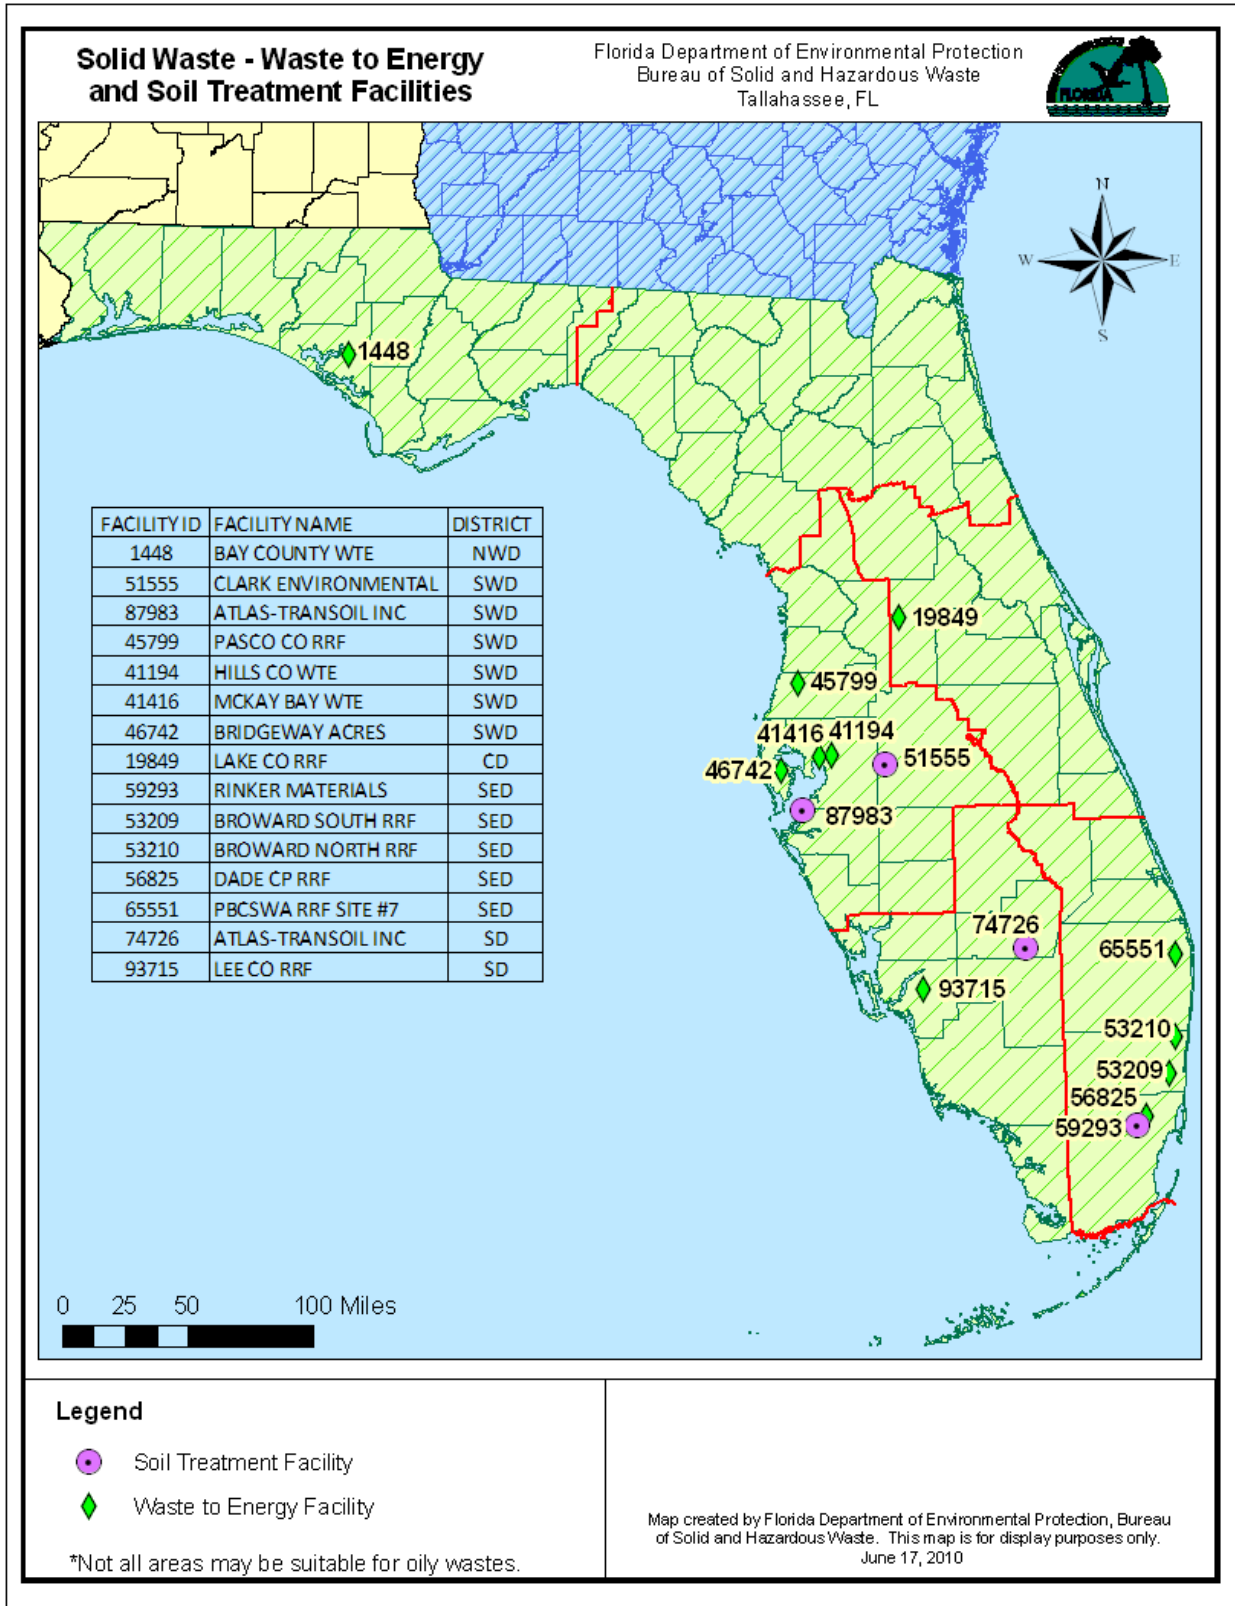 Solid Waste - Waste to Energy
and Soil Treatment Facilities
Florida Department of Environmental Protection
Bureau of Solid and Hazardous Waste
Tallahassee, FL
FLORIDA
N
W E
S
1448
FACILITY ID FACILITY NAME DISTRICT
1448 BAY COUNTY WTE NWD
51555 CLARK ENVIRONMENTAL SWD
87983 ATLAS-TRANSOIL INC SWD
45799 PASCO CO RRF SWD
41194 HILLS CO WTE SWD
41416 MCKAY BAY WTE SWD
46742 BRIDGEWAY ACRES SWD
19849 LAKE CO RRF CD
59293 RINKER MATERIALS SED
53209 BROWARD SOUTH RRF SED
53210 BROWARD NORTH RRF SED
56825 DADE CP RRF SED
65551 PBCSWA RRF SITE #7 SED
74726 ATLAS-TRANSOIL INC SD
93715 LEE CO RRF SD
19849
45799
41416 41194
46742
51555
87983
74726
65551
93715
53210
53209
56825
59293
0 25 50 100 Miles
Legend
Soil Treatment Facility
Waste to Energy Facility
*Not all areas may be suitable for oily wastes.
Map created by Florida Department of Environmental Protection, Bureau
of Solid and Hazardous Waste. This map is for display purposes only.
June 17, 2010